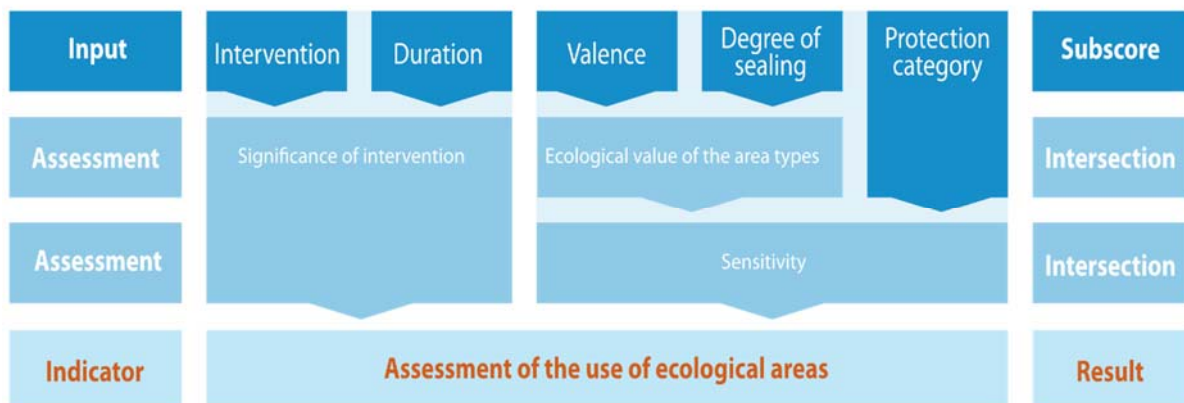 Input
Intervention
Duration
Valence
Degree of
sealing
Protection
category
Subscore
Assessment
Significance of intervention
Ecological value of the area types
Intersection
Assessment
Sensitivity
Intersection
Indicator
Assessment of the use of ecological areas
Result